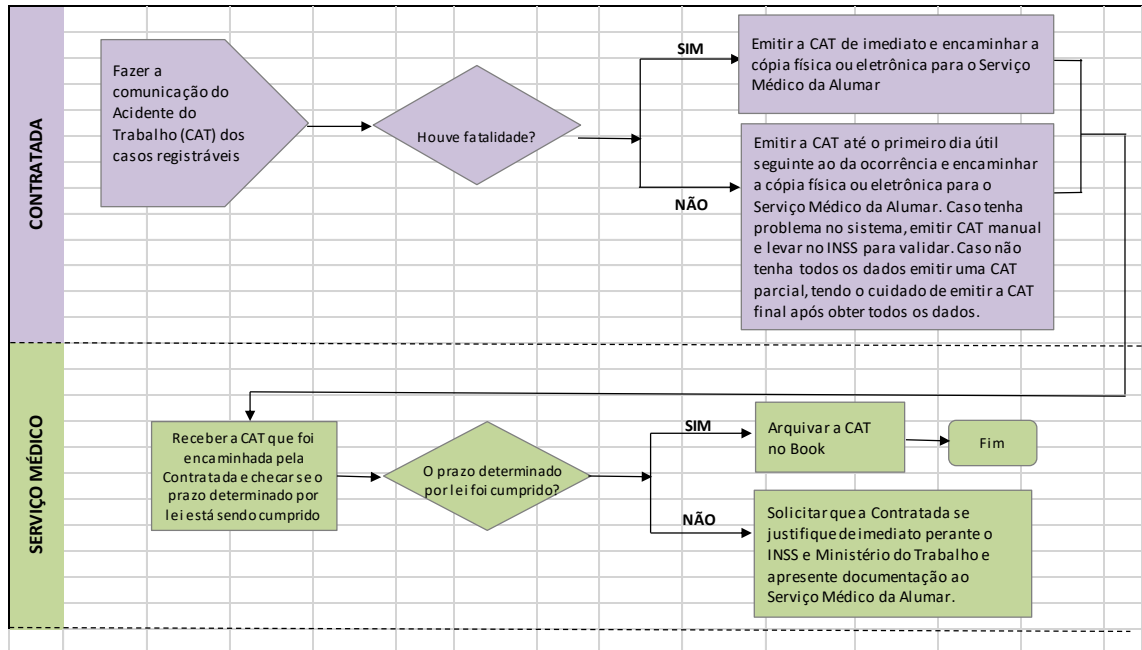 CONTRATADA
Fazer a
comunicação do
Acidente do
Trabalho (CAT) dos
casos registráveis
Houve fatalidade?
SIM
Emitir a CAT de imediato e encaminhar a
cópia física ou eletrônica para o Serviço
Médico da Alumar
NÃO
Emitir a CAT até o primeiro dia útil
seguinte ao da ocorrência e encaminhar
a cópia física ou eletrônica para o
Serviço Médico da Alumar. Caso tenha
problema no sistema, emitir CAT manual
e levar no INSS para validar. Caso não
tenha todos os dados emitir uma CAT
parcial, tendo o cuidado de emitir a CAT
final após obter todos os dados.
SERVIÇO MÉDICO
Receber a CAT que foi
encaminhada pela
Contratada e checar se o
prazo determinado por
lei está sendo cumprido
O prazo determinado
por lei foi cumprido?
SIM
Arquivar a CAT
no Book
Fim
NÃO
Solicitar que a Contratada se
justifique de imediato perante o
INSS e Ministério do Trabalho e
apresente documentação ao
Serviço Médico da Alumar.